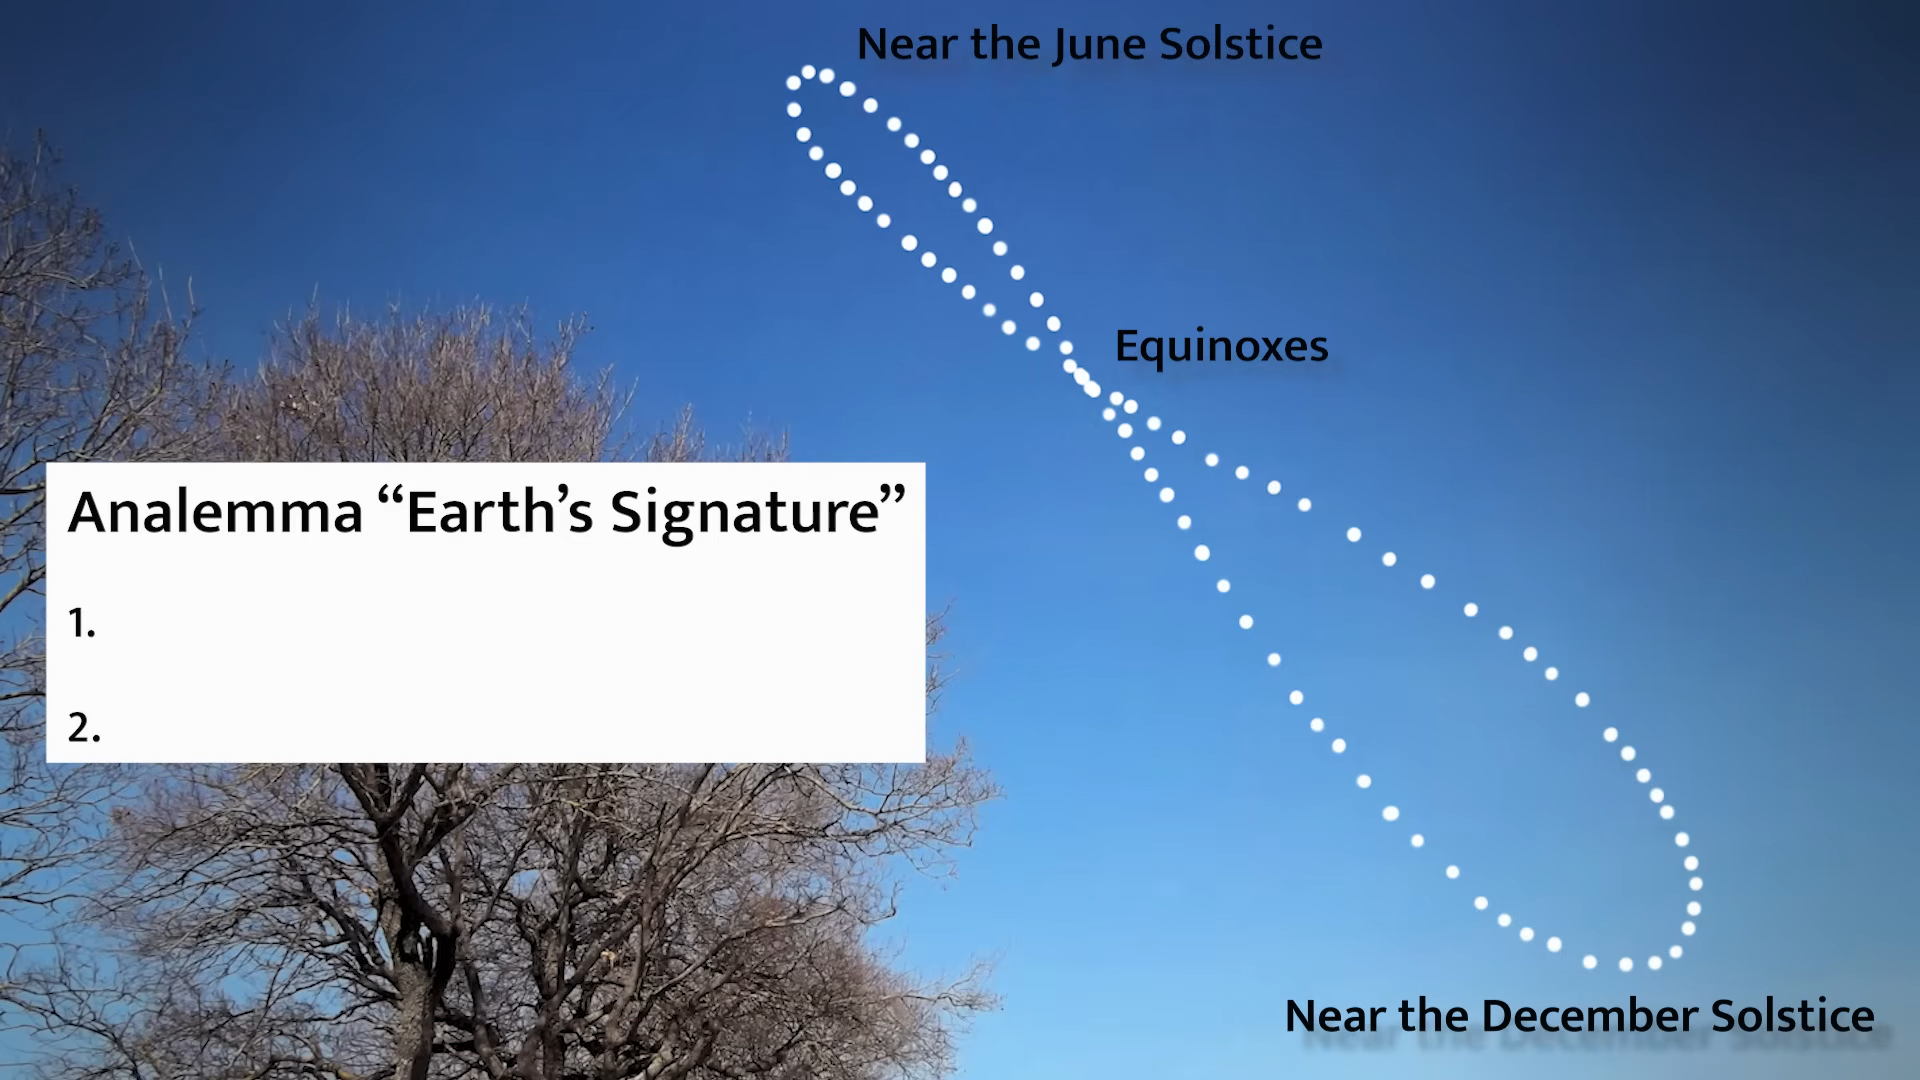 Near the June Solstice
Equinoxes
Analemma “Earth’s Signature”
1.
2.
Near the December Solstice